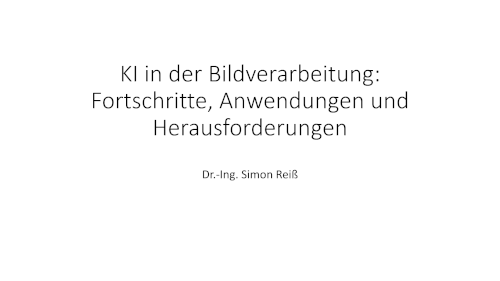 KI in der Bildverarbeitung:
Fortschritte, Anwendungen und
Herausforderungen
Dr.-Ing. Simon Reiß